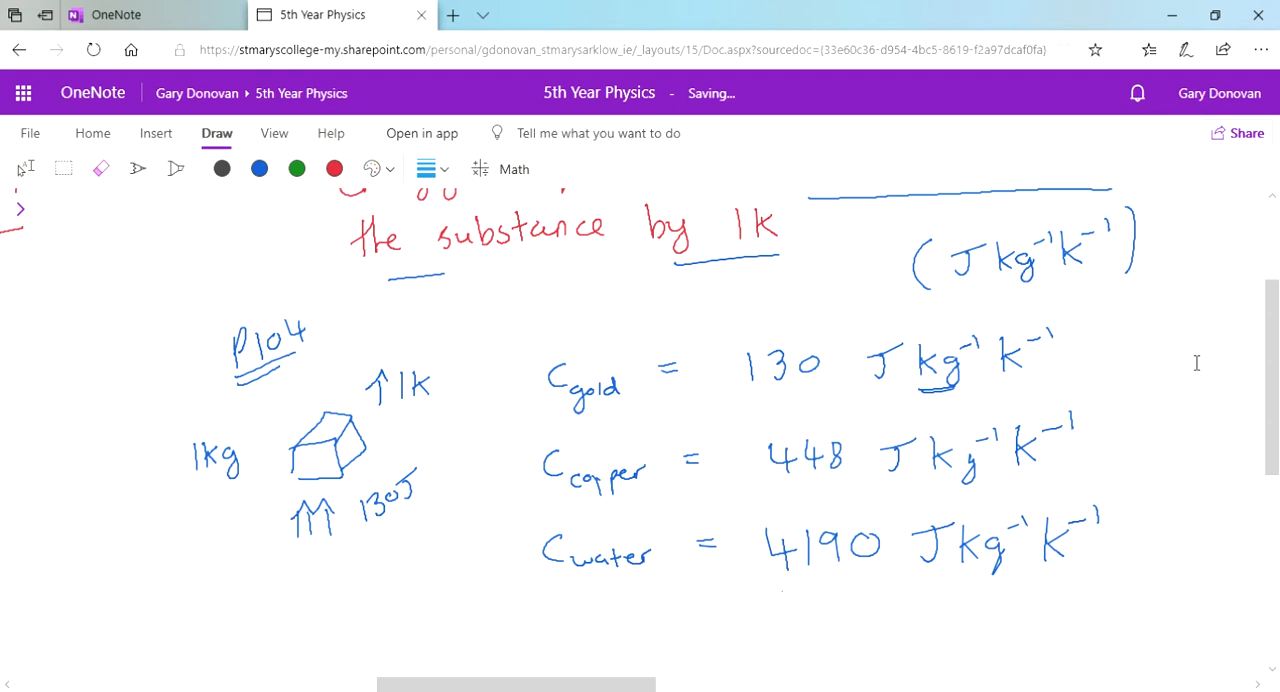 OneNote
5th Year Physics
https://stmaryscollege-my.sharepoint.com/personal/gdonovan_stmarysarklow_ie/_layouts/15/Doc.aspx?sourcedoc={33e60c36-d954-4bc5-8619-f2a97dcaf0fa}
OneNote
Gary Donovan › 5th Year Physics
5th Year Physics - Saving...
Gary Donovan
File Home Insert Draw View Help Open in app Tell me what you want to do Share
Math
the substance by 1K
(J kg⁻¹ K⁻¹)
P104
↑ 1K
1kg
↑↑↑ 130J
C_gold = 130 J kg⁻¹ K⁻¹
C_copper = 448 J kg⁻¹ K⁻¹
C_water = 4190 J kg⁻¹ K⁻¹